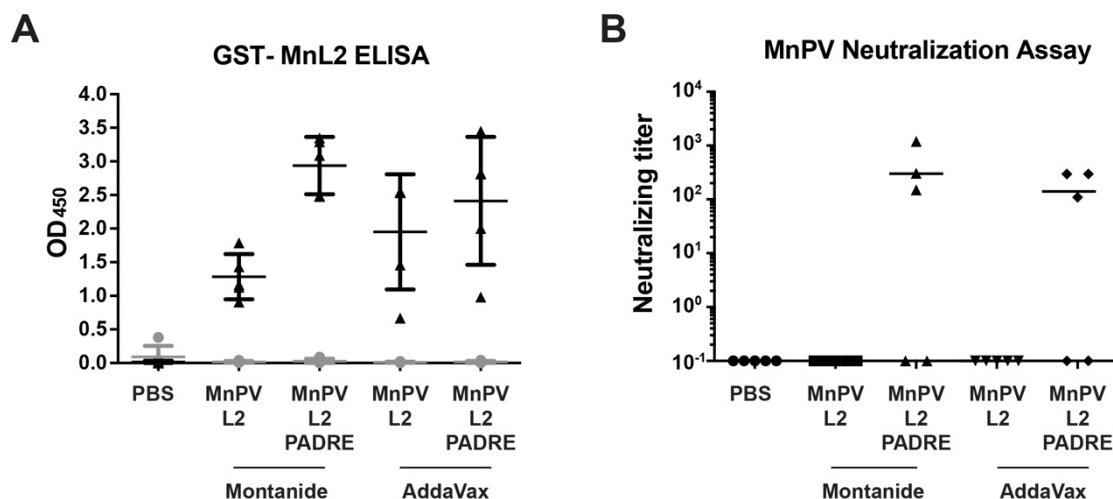 A
GST- MnL2 ELISA
OD450
4.0
3.5
3.0
2.5
2.0
1.5
1.0
0.5
0.0
PBS
MnPV L2
MnPV L2 PADRE
MnPV L2
MnPV L2 PADRE
Montanide
AddaVax
B
MnPV Neutralization Assay
Neutralizing titer
10^4
10^3
10^2
10^1
10^0
10^-1
PBS
MnPV L2
MnPV L2 PADRE
MnPV L2
MnPV L2 PADRE
Montanide
AddaVax